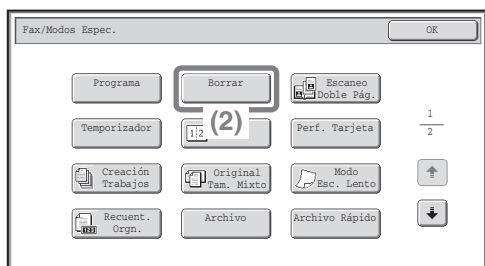 Fax/Modos Espec.
OK
Programa
Borrar
Escaneo
Doble Pág.
(2)
Temporizador
1 2
Perf. Tarjeta
1
2
Creación
Trabajos
Original
Tam. Mixto
Modo
Esc. Lento
Recuent.
Orgn.
Archivo
Archivo Rápido